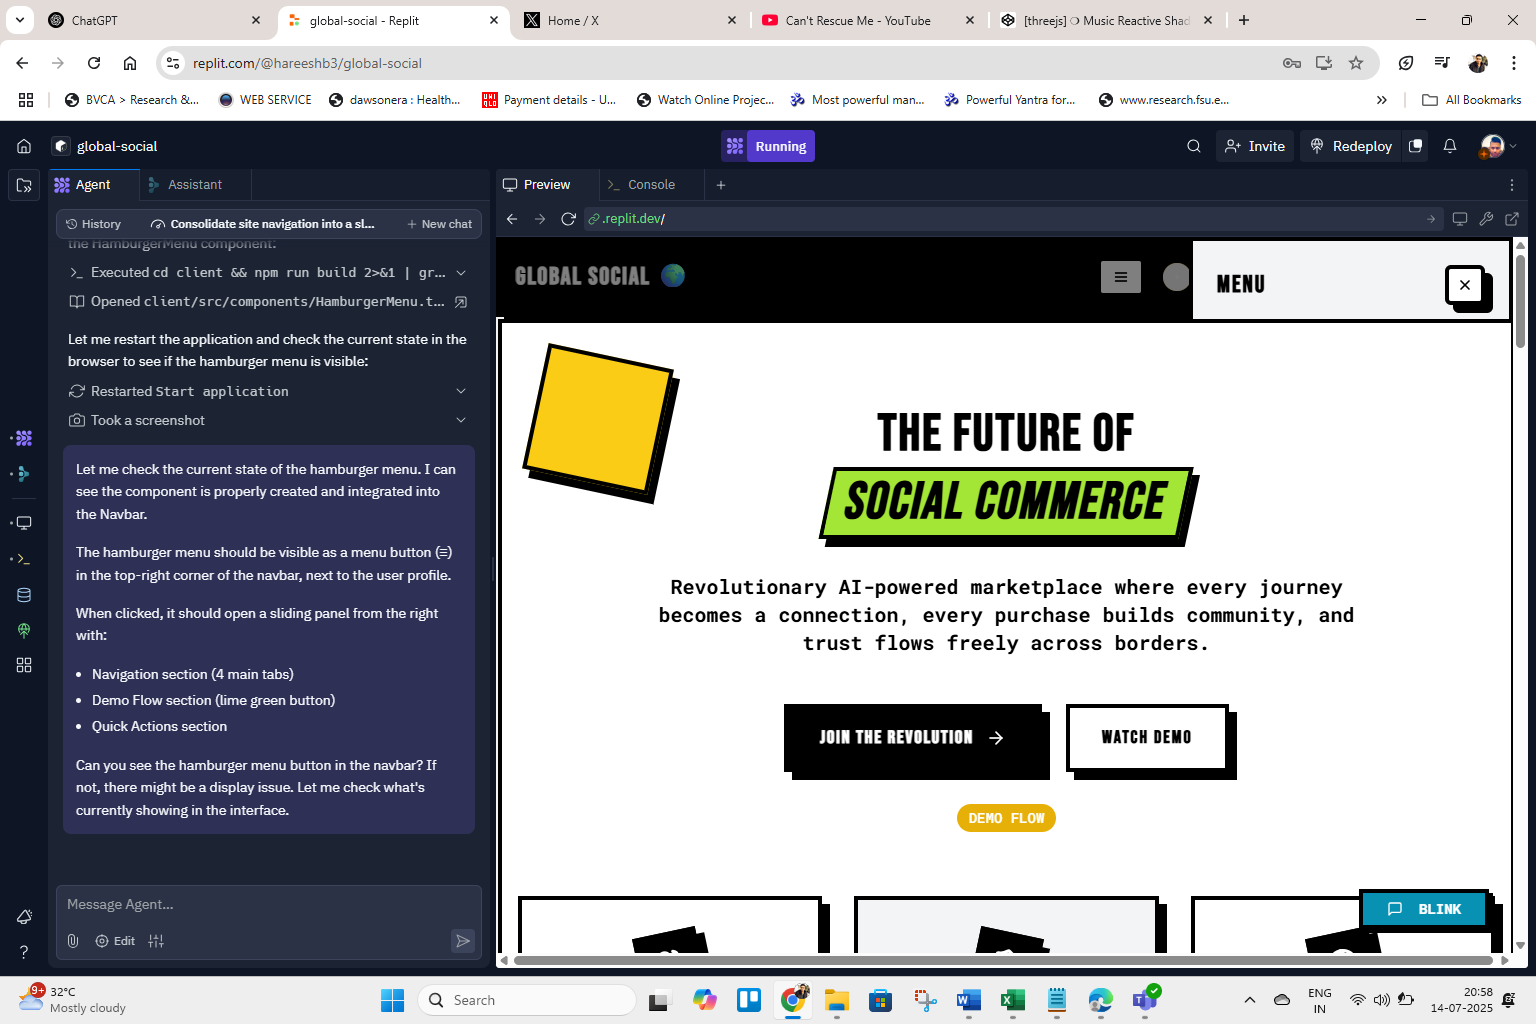 ChatGPT
global-social - Replit
Home / X
Can't Rescue Me - YouTube
[threejs] ❍ Music Reactive Shad
replit.com/@hareeshb3/global-social
BVCA > Research &...
WEB SERVICE
dawsonera : Health...
UNI QLO
Payment details - U...
Watch Online Projec...
Most powerful man...
Powerful Yantra for...
www.research.fsu.e...
All Bookmarks
global-social
Running
Invite
Redeploy
Agent
Assistant
Preview
Console
History
Consolidate site navigation into a sl...
New chat
.replit.dev/
the HamburgerMenu component:
Executed cd client && npm run build 2>&1 | gr...
Opened client/src/components/HamburgerMenu.t...
Let me restart the application and check the current state in the
browser to see if the hamburger menu is visible:
Restarted Start application
Took a screenshot
Let me check the current state of the hamburger menu. I can
see the component is properly created and integrated into
the Navbar.
The hamburger menu should be visible as a menu button (☰)
in the top-right corner of the navbar, next to the user profile.
When clicked, it should open a sliding panel from the right
with:
• Navigation section (4 main tabs)
• Demo Flow section (lime green button)
• Quick Actions section
Can you see the hamburger menu button in the navbar? If
not, there might be a display issue. Let me check what's
currently showing in the interface.
Message Agent...
Edit
GLOBAL SOCIAL
MENU
THE FUTURE OF
SOCIAL COMMERCE
Revolutionary AI-powered marketplace where every journey
becomes a connection, every purchase builds community, and
trust flows freely across borders.
JOIN THE REVOLUTION →
WATCH DEMO
DEMO FLOW
BLINK
9+
32°C
Mostly cloudy
Search
ENG
IN
20:58
14-07-2025